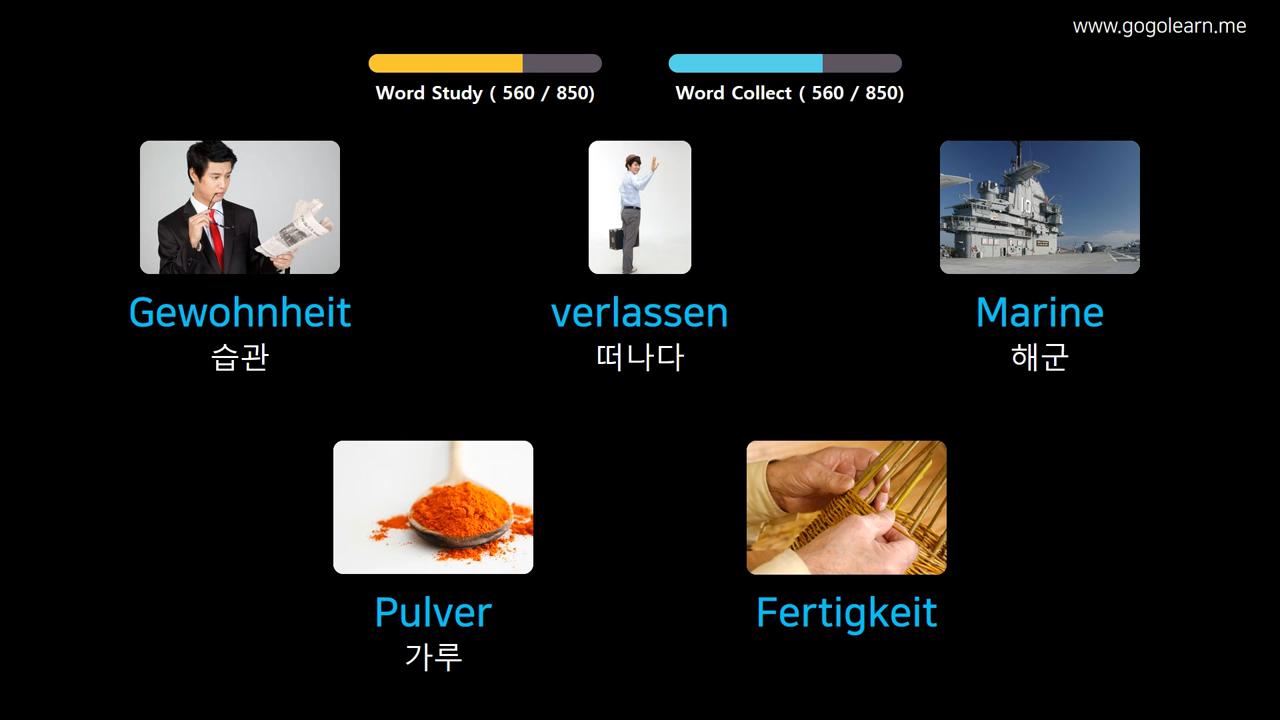 www.gogolearn.me
Word Study ( 560 / 850)
Word Collect ( 560 / 850)
Gewohnheit
습관
verlassen
떠나다
Marine
해군
Pulver
가루
Fertigkeit